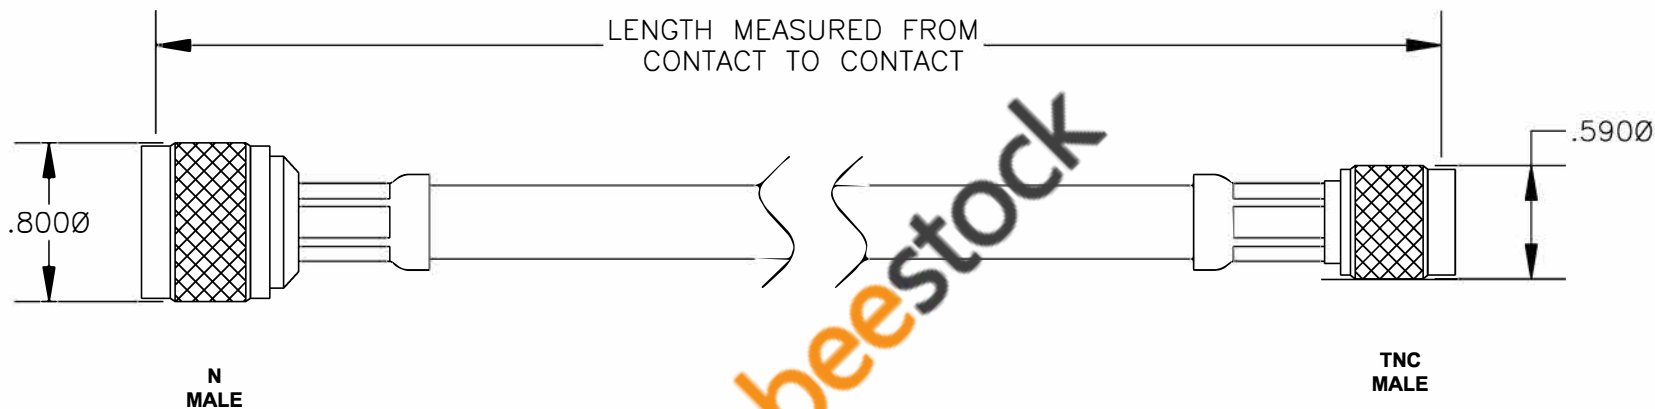 LENGTH MEASURED FROM
CONTACT TO CONTACT
.590Ø
.800Ø
beestock
N
MALE
TNC
MALE